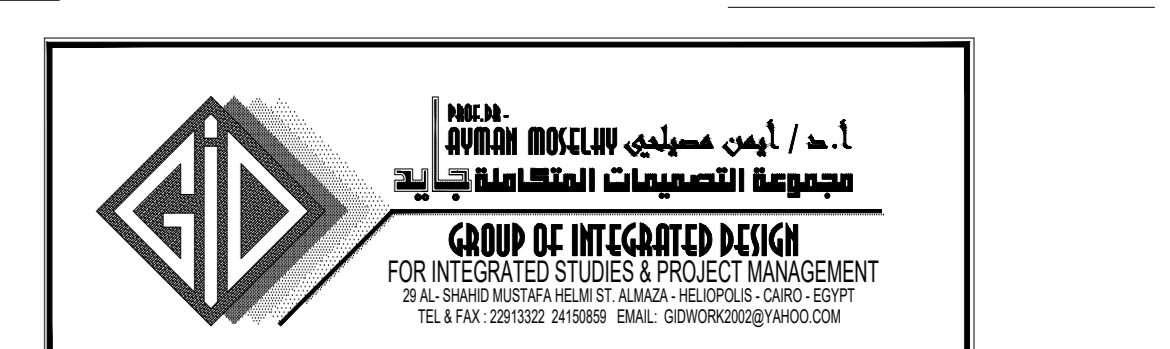 GID
PROF.DR -
AYMAN MOSELHY أ.د / أيمن مصيلحي
مجموعة التصميمات المتكاملة جايد
GROUP OF INTEGRATED DESIGN
FOR INTEGRATED STUDIES & PROJECT MANAGEMENT
29 AL- SHAHID MUSTAFA HELMI ST. ALMAZA - HELIOPOLIS - CAIRO - EGYPT
TEL & FAX : 22913322 24150859 EMAIL: GIDWORK2002@YAHOO.COM